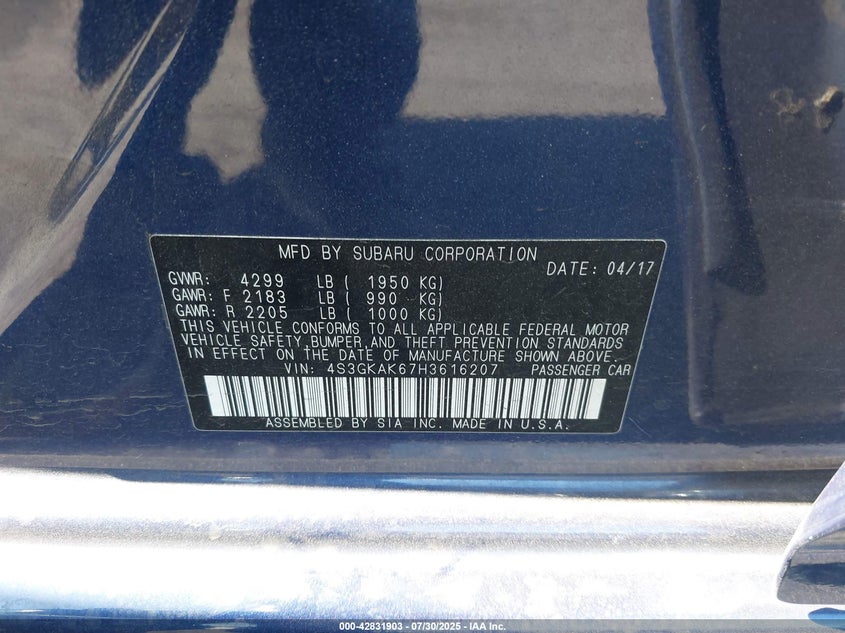 MFD BY SUBARU CORPORATION
DATE: 04/17
GVWR: 4299 LB ( 1950 KG)
GAWR: F 2183 LB ( 990 KG)
GAWR: R 2205 LB ( 1000 KG)
THIS VEHICLE CONFORMS TO ALL APPLICABLE FEDERAL MOTOR
VEHICLE SAFETY, BUMPER, AND THEFT PREVENTION STANDARDS
IN EFFECT ON THE DATE OF MANUFACTURE SHOWN ABOVE.
VIN: 4S3GKAK67H3616207 PASSENGER CAR
ASSEMBLED BY SIA INC. MADE IN U.S.A.
000-42831903 - 07/30/2025 - IAA Inc.